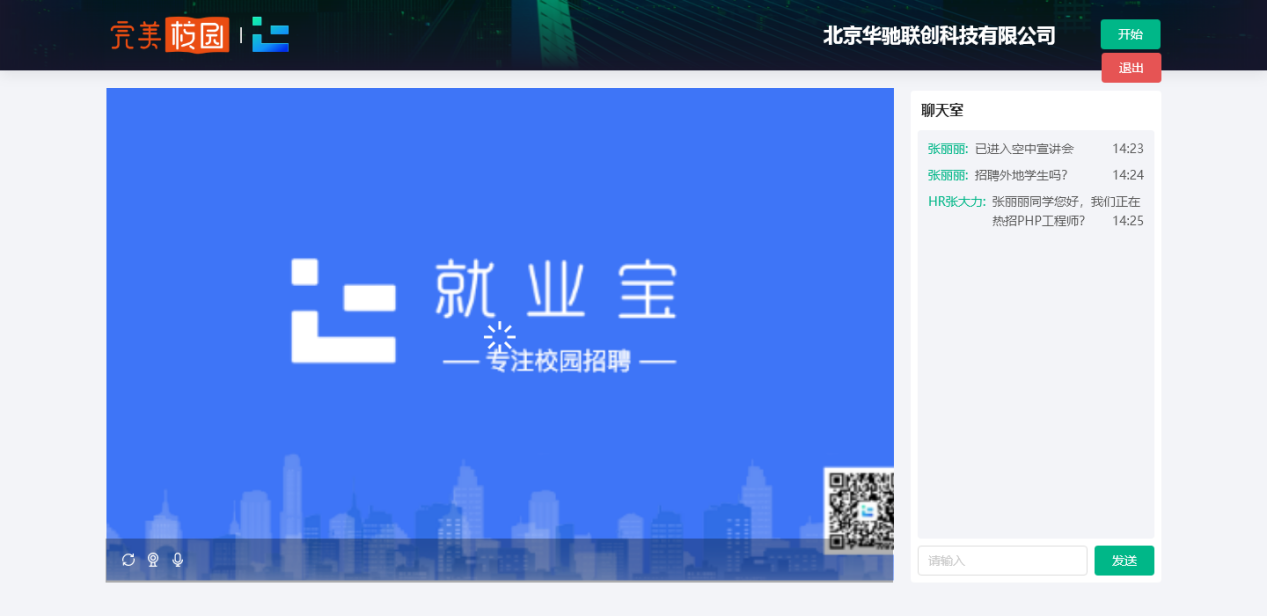 完美校园
北京华驰联创科技有限公司
开始
退出
就业宝
专注校园招聘
聊天室
张丽丽: 已进入空中宣讲会 14:23
张丽丽: 招聘外地学生吗? 14:24
HR张大力: 张丽丽同学您好，我们正在
热招PHP工程师? 14:25
请输入
发送